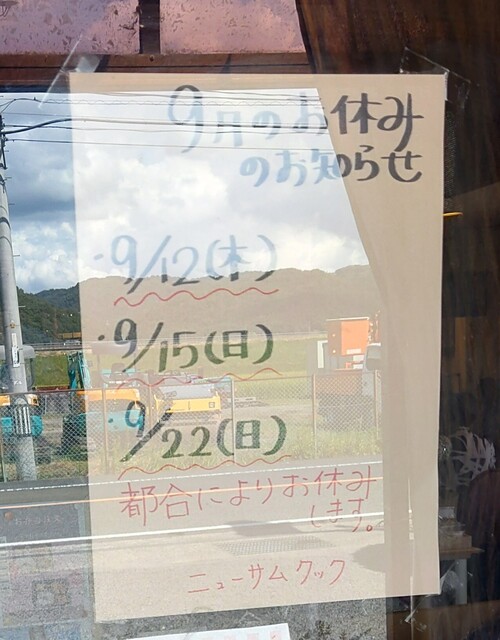 9月のお休み
のお知らせ
・9/12(木)
・9/15(日)
・9/22(日)
都合によりお休み
します。
ニューサムクック